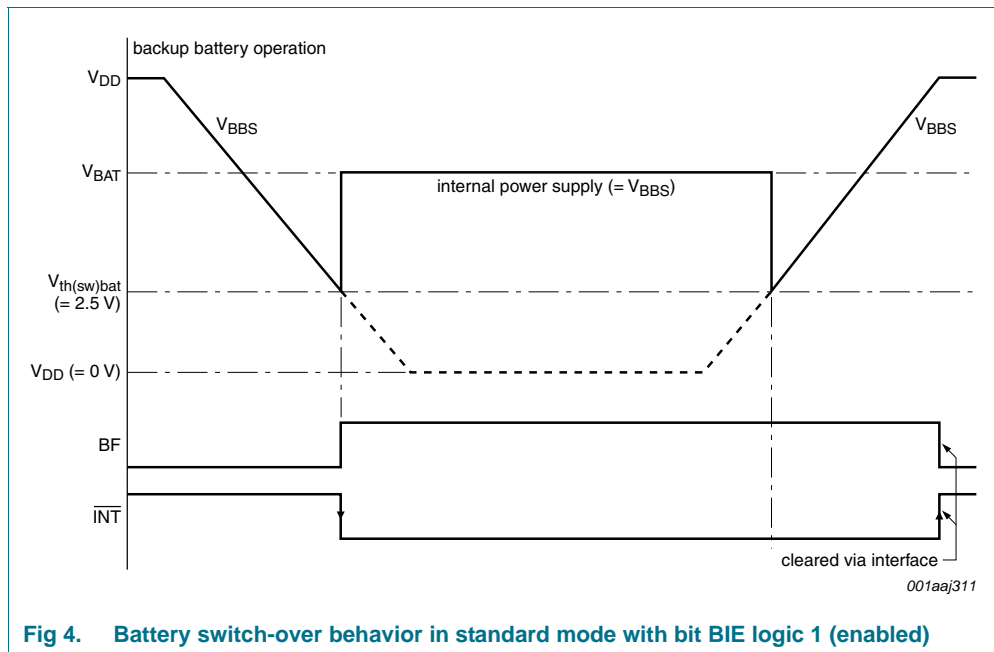 backup battery operation
VDD
VBBS
VBBS
VBAT
internal power supply (= VBBS)
Vth(sw)bat
(= 2.5 V)
VDD (= 0 V)
BF
INT
cleared via interface
001aaj311
Fig 4. Battery switch-over behavior in standard mode with bit BIE logic 1 (enabled)